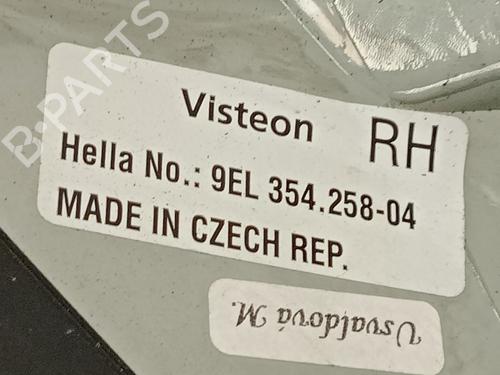 Visteon RH
Hella No.: 9EL 354.258-04
MADE IN CZECH REP.
Usvaldová M.
B-PARTS